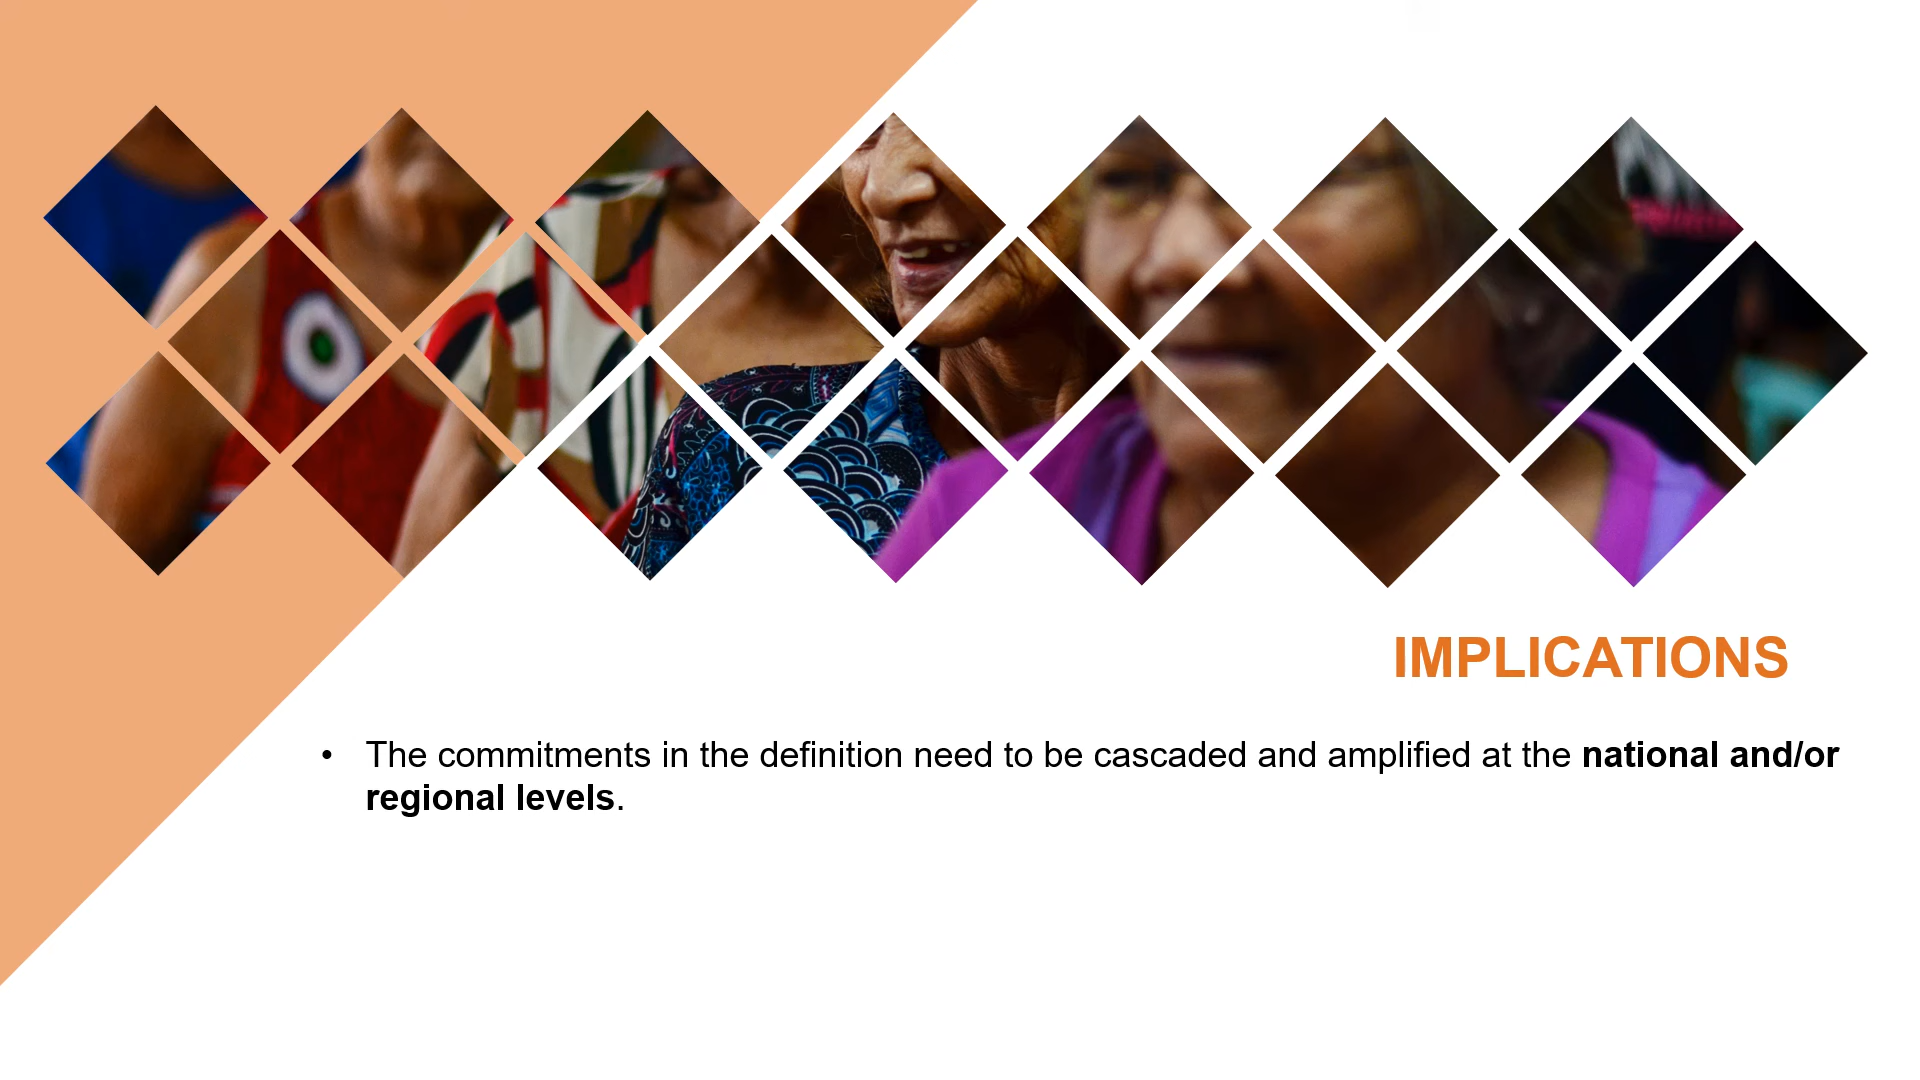 IMPLICATIONS
• The commitments in the definition need to be cascaded and amplified at the national and/or
regional levels.